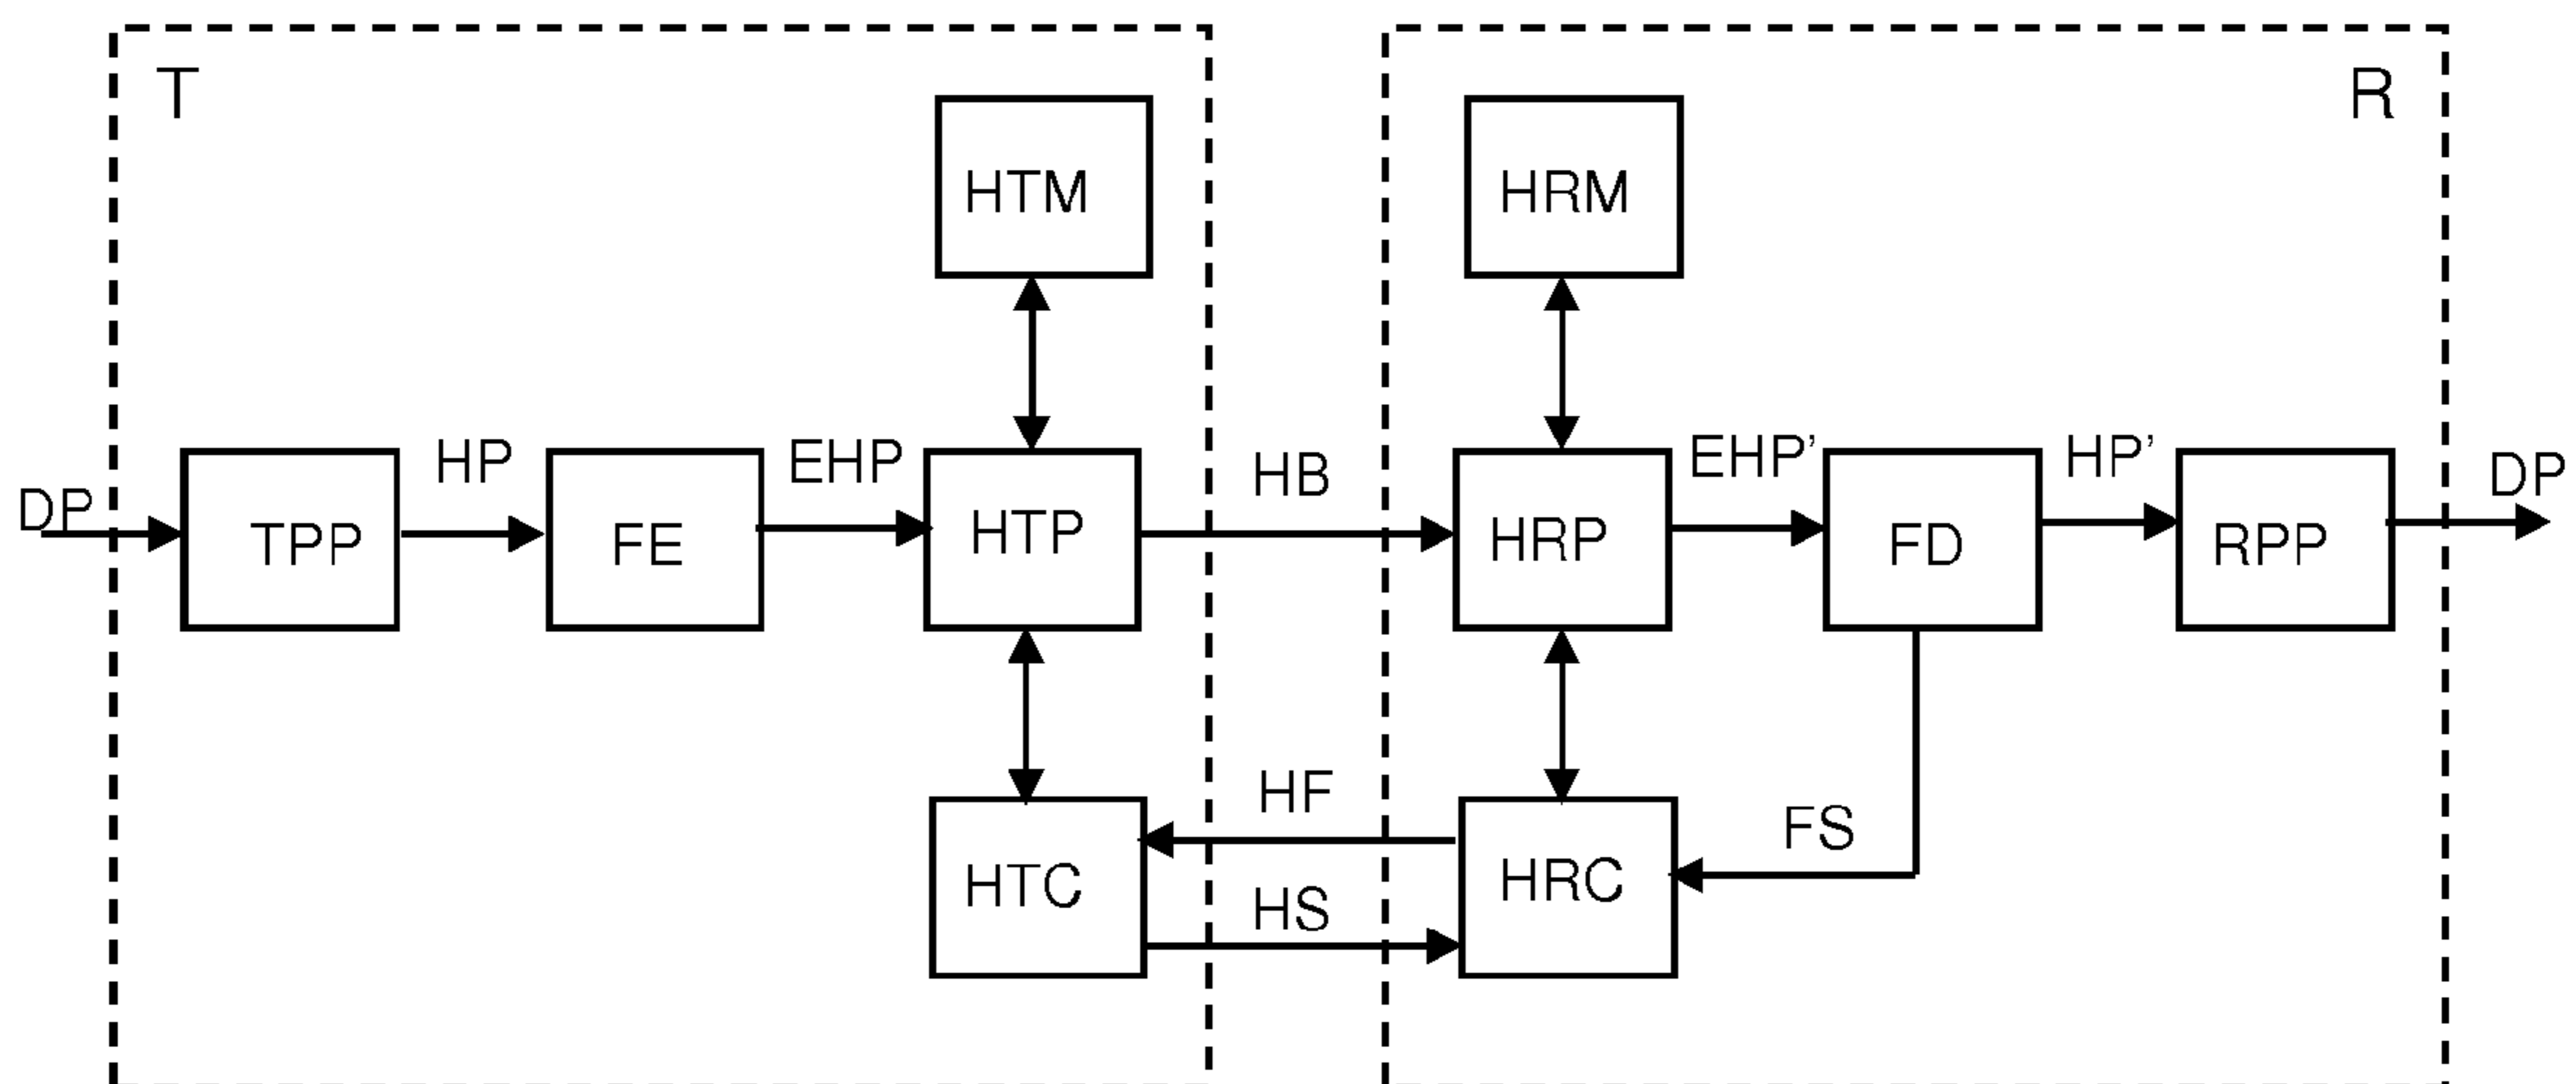 T
R
HTM
HRM
DP
HP
EHP
HB
EHP’
HP’
DP
TPP
FE
HTP
HRP
FD
RPP
HF
FS
HTC
HS
HRC